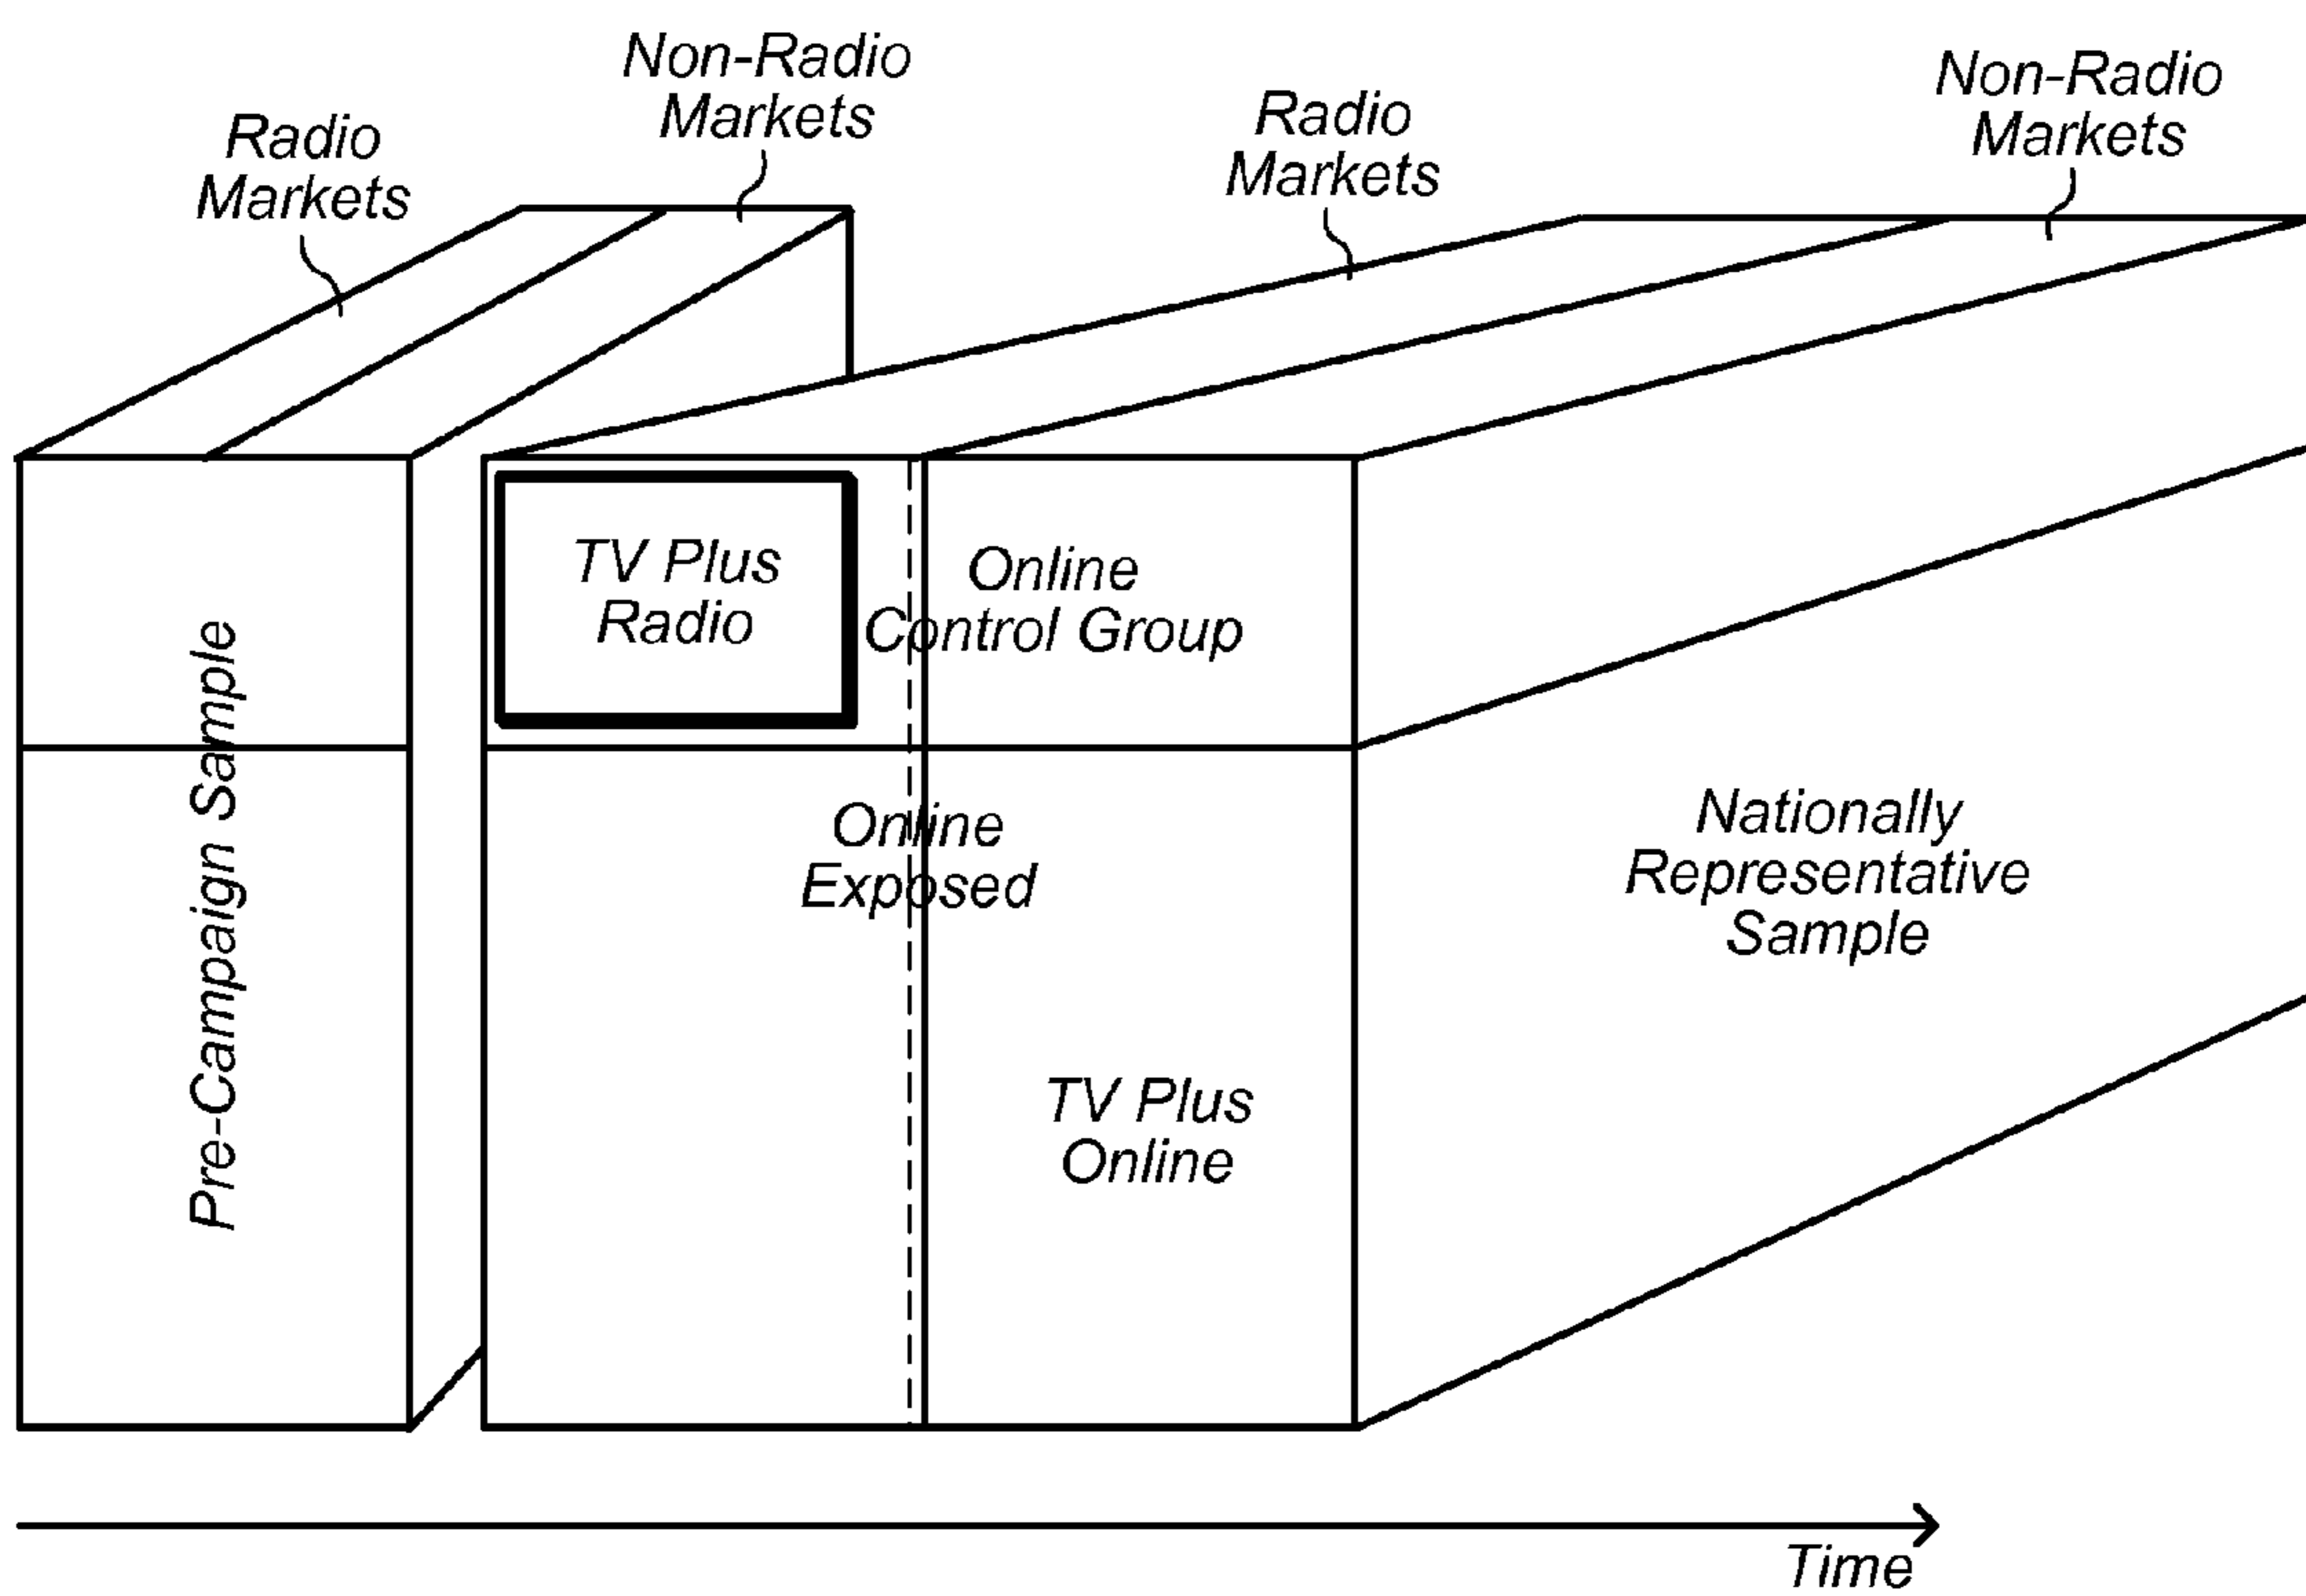 Non-Radio
Markets
Radio
Markets
Radio
Markets
Non-Radio
Markets
TV Plus
Radio
Online
Control Group
Pre-Campaign Sample
Online
Exposed
Nationally
Representative
Sample
TV Plus
Online
Time